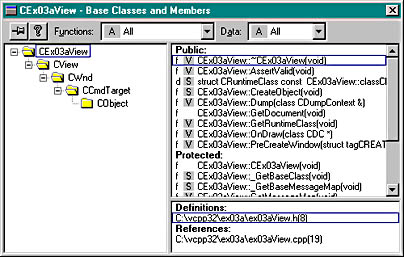 CEx03aView - Base Classes and Members
Functions: A All Data: A All
CEx03aView
CView
CWnd
CCmdTarget
CObject
Public:
f V CEx03aView::~CEx03aView(void)
f V CEx03aView::AssertValid(void)
d S struct CRuntimeClass const CEx03aView::classCl
f S CEx03aView::CreateObject(void)
f V CEx03aView::Dump(class CDumpContext &)
f CEx03aView::GetDocument(void)
f V CEx03aView::GetRuntimeClass(void)
f V CEx03aView::OnDraw(class CDC *)
f V CEx03aView::PreCreateWindow(struct tagCREAT
Protected:
f CEx03aView::CEx03aView(void)
f S CEx03aView::_GetBaseClass(void)
f S CEx03aView::_GetBaseMessageMap(void)
f V CEx03aView::GetMessageMap(void)
Definitions:
C:\vcpp32\ex03a\ex03aView.h(8)
References:
C:\vcpp32\ex03a\ex03aView.cpp(19)